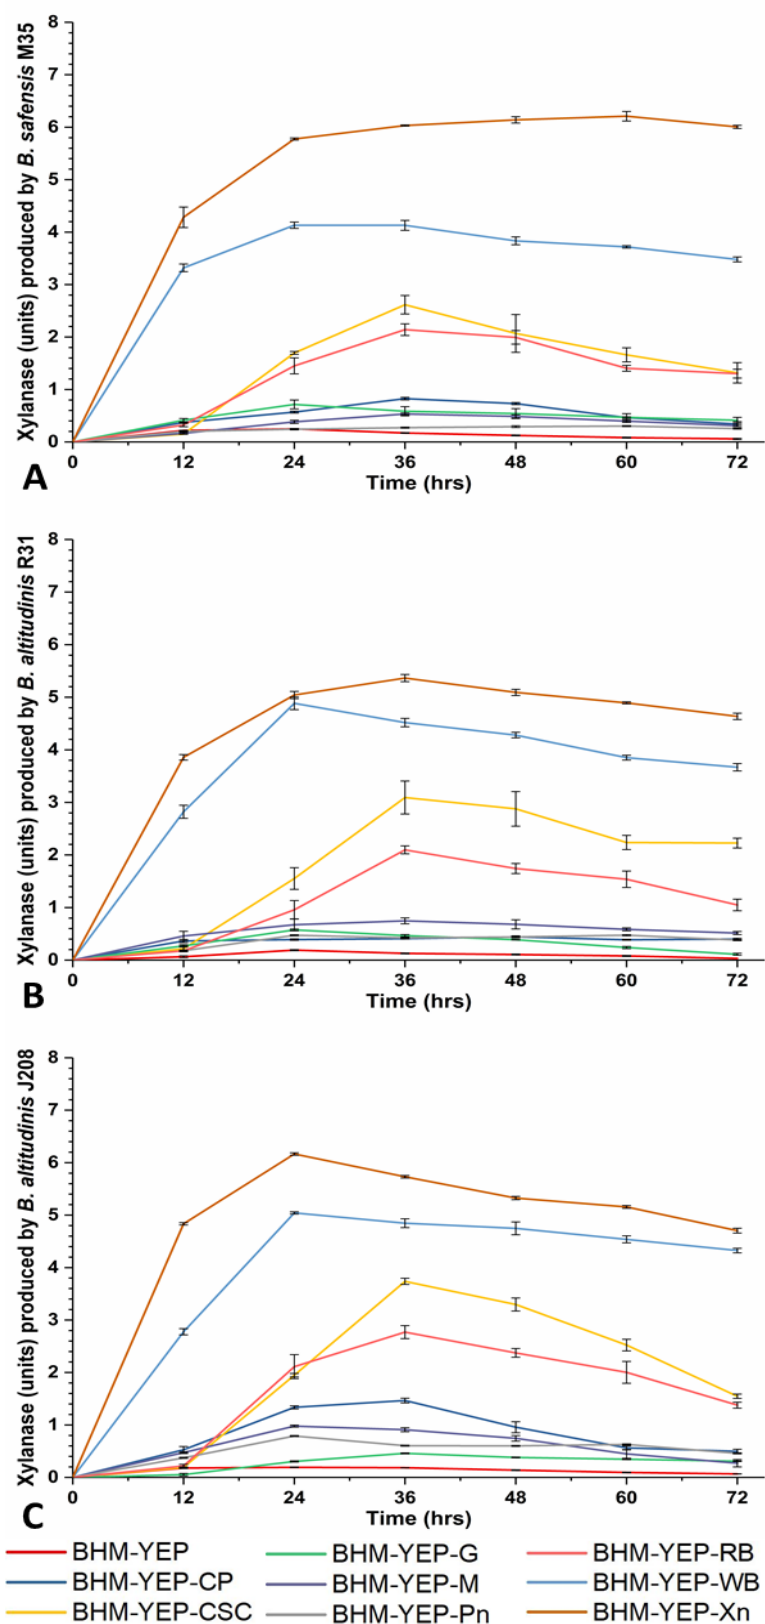 Xylanase (units) produced by B. safensis M35
8
7
6
5
4
3
2
1
0
0 12 24 36 48 60 72
Time (hrs)
A
Xylanase (units) produced by B. altitudinis R31
8
7
6
5
4
3
2
1
0
0 12 24 36 48 60 72
Time (hrs)
B
Xylanase (units) produced by B. altitudinis J208
8
7
6
5
4
3
2
1
0
0 12 24 36 48 60 72
Time (hrs)
C
BHM-YEP BHM-YEP-G BHM-YEP-RB
BHM-YEP-CP BHM-YEP-M BHM-YEP-WB
BHM-YEP-CSC BHM-YEP-Pn BHM-YEP-Xn